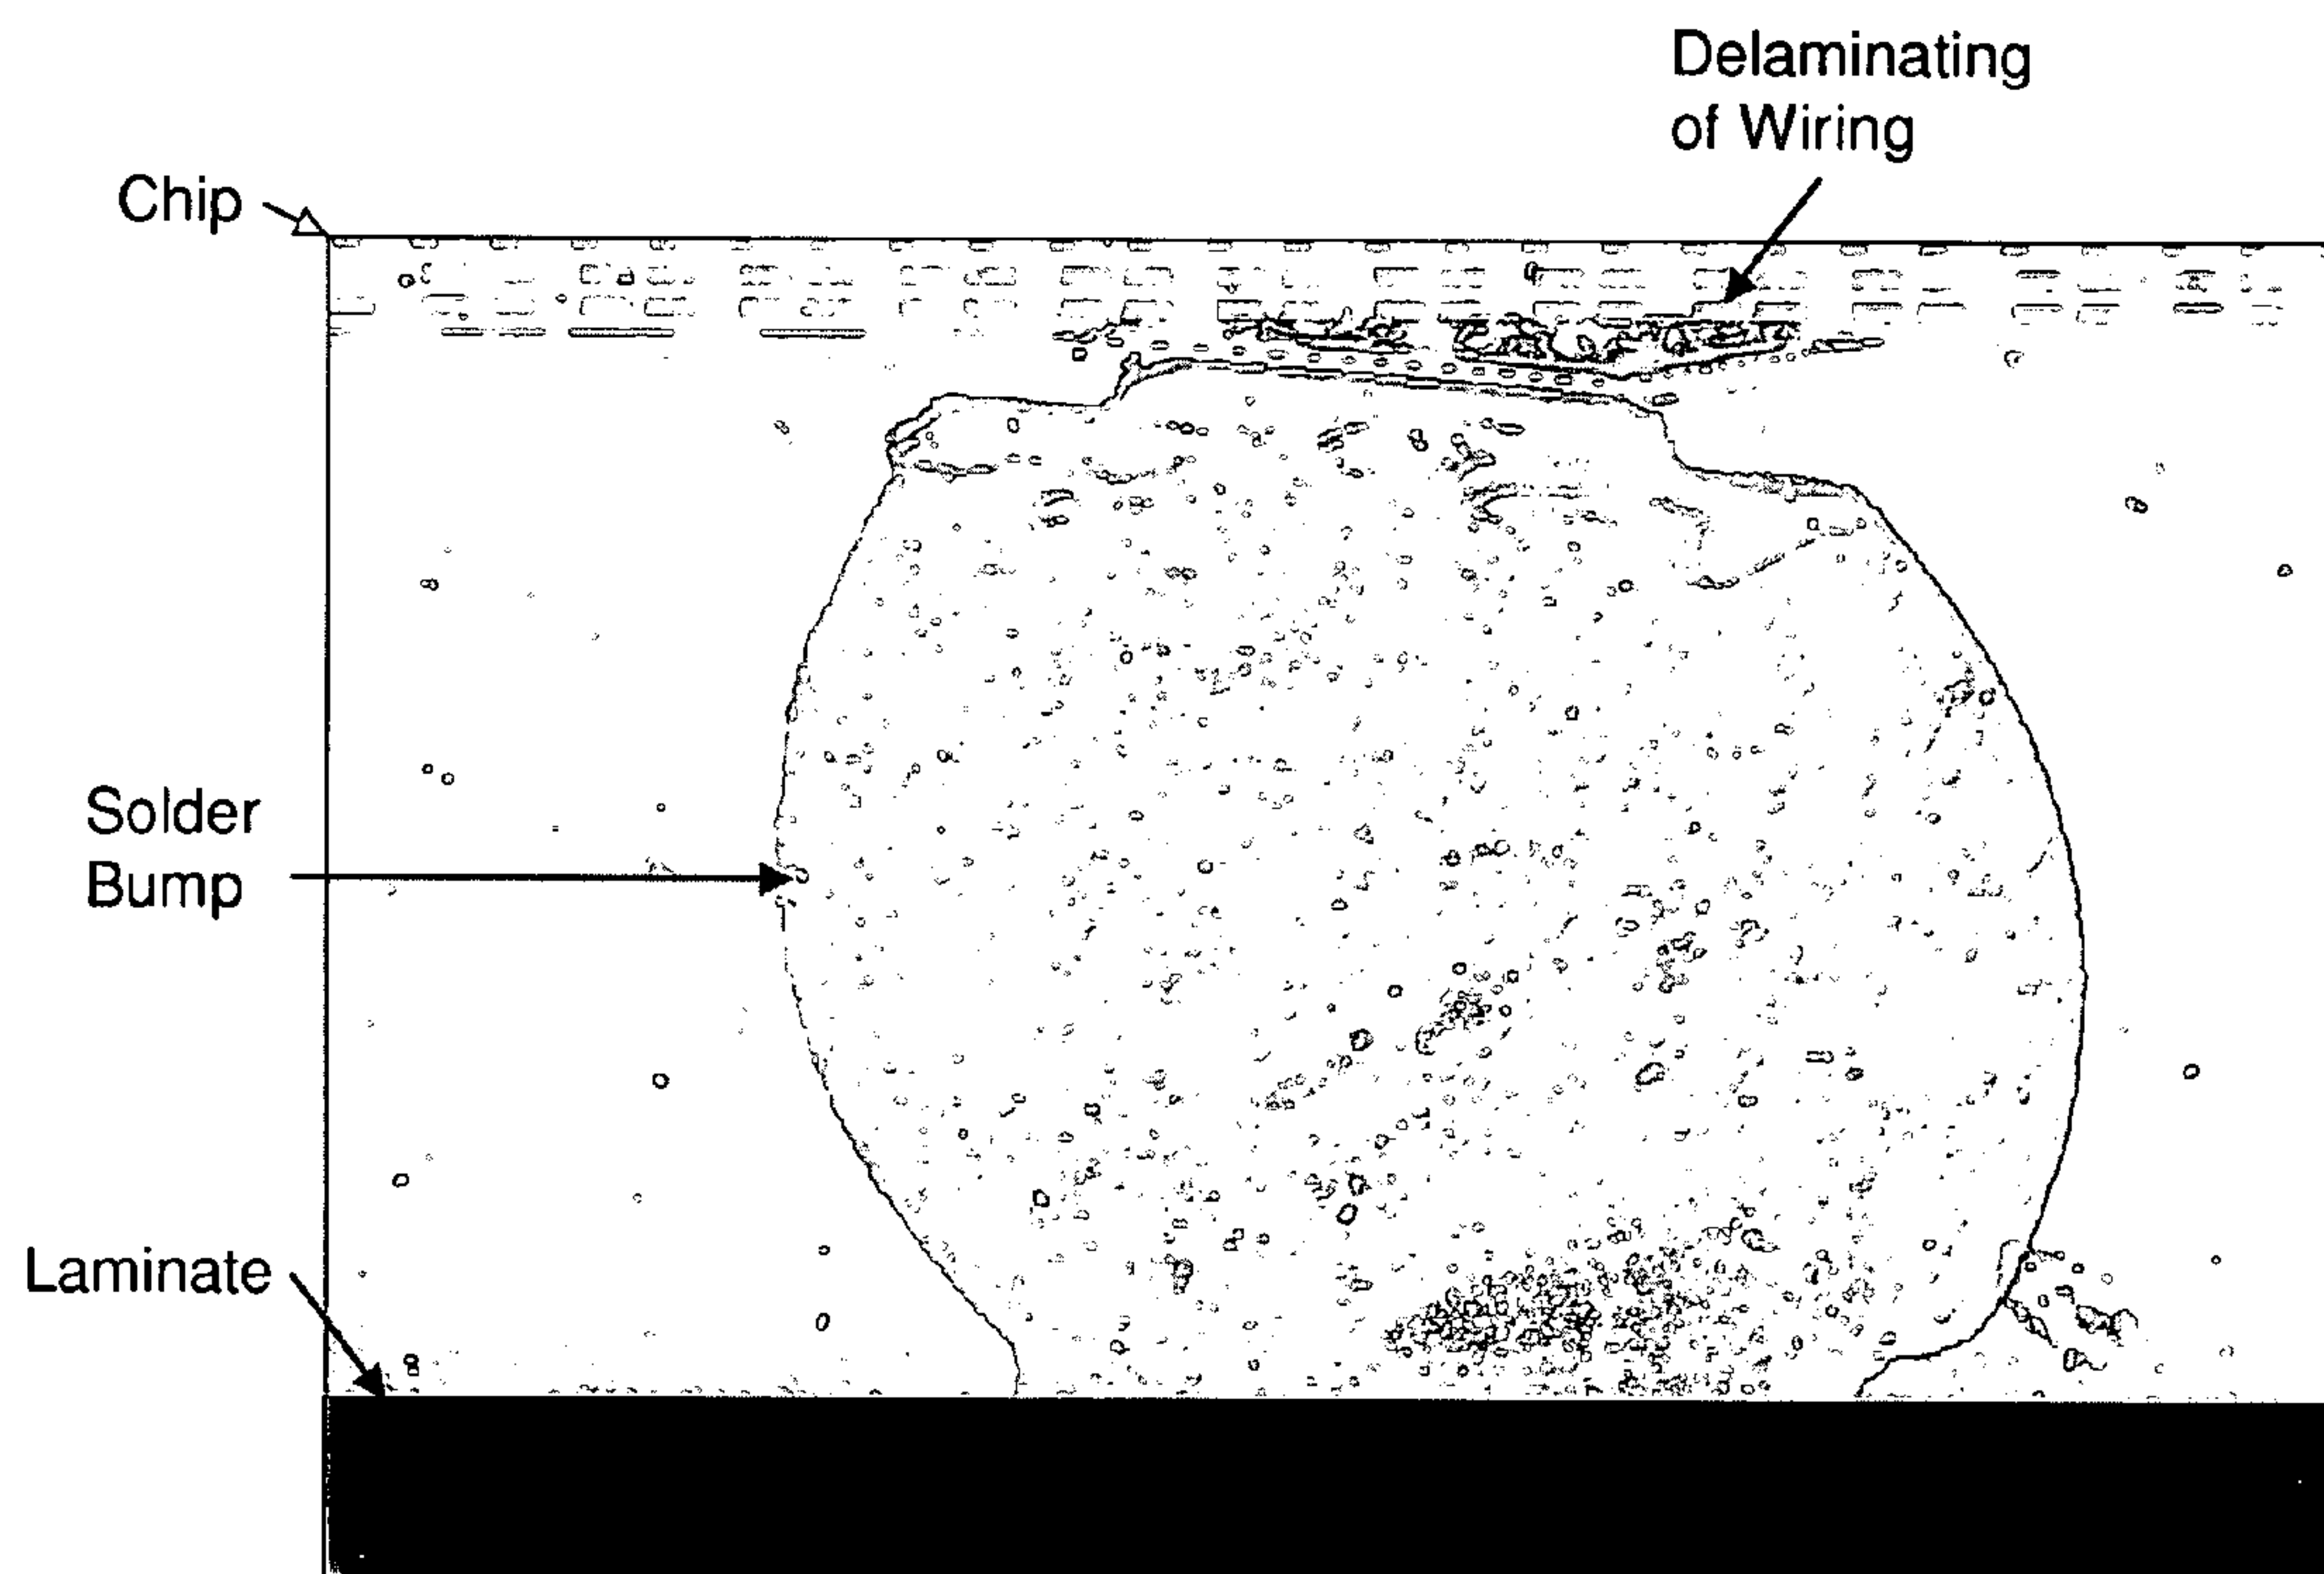 Delaminating
of Wiring
Chip
Solder
Bump
Laminate